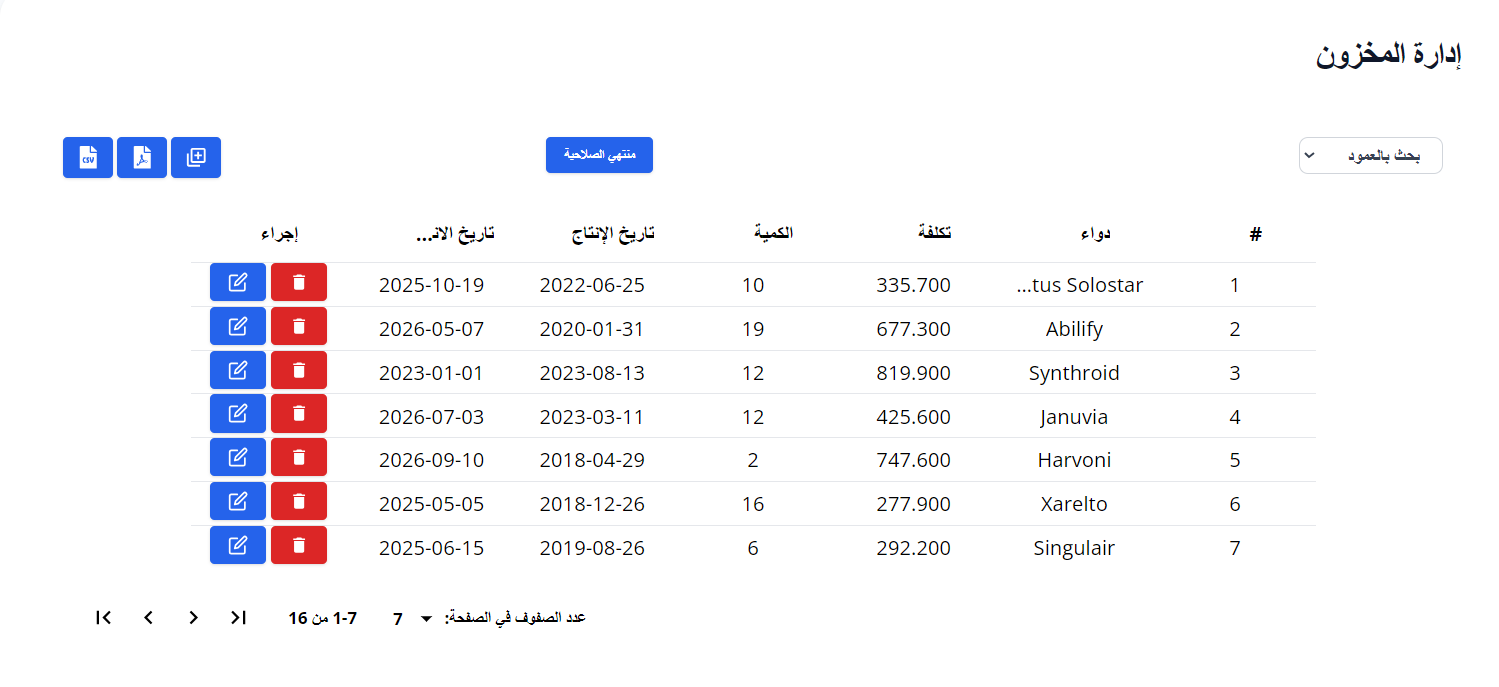 إدارة المخزون
بحث بالعمود
منتهي الصلاحية
CSV
# دواء تكلفة الكمية تاريخ الإنتاج تاريخ الانـ... إجراء
1 ...tus Solostar 335.700 10 2022-06-25 2025-10-19
2 Abilify 677.300 19 2020-01-31 2026-05-07
3 Synthroid 819.900 12 2023-08-13 2023-01-01
4 Januvia 425.600 12 2023-03-11 2026-07-03
5 Harvoni 747.600 2 2018-04-29 2026-09-10
6 Xarelto 277.900 16 2018-12-26 2025-05-05
7 Singulair 292.200 6 2019-08-26 2025-06-15
عدد الصفوف في الصفحة: 7 1-7 من 16